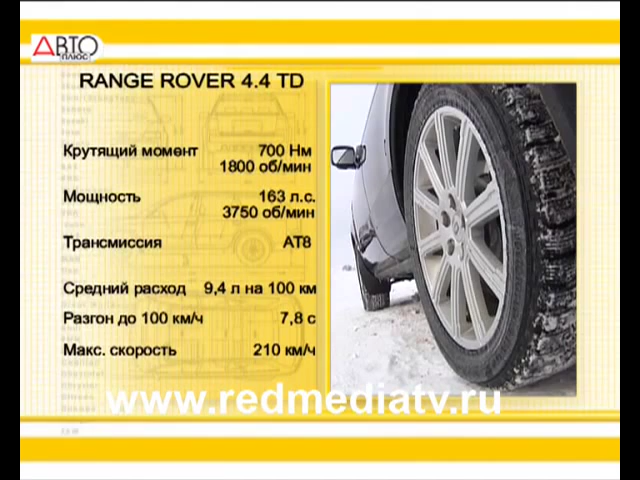 АВТО
ПЛЮС
RANGE ROVER 4.4 TD
Крутящий момент 700 Нм
1800 об/мин
Мощность 163 л.с.
3750 об/мин
Трансмиссия АТ8
Средний расход 9,4 л на 100 км
Разгон до 100 км/ч 7,8 с
Макс. скорость 210 км/ч
www.redmediatv.ru